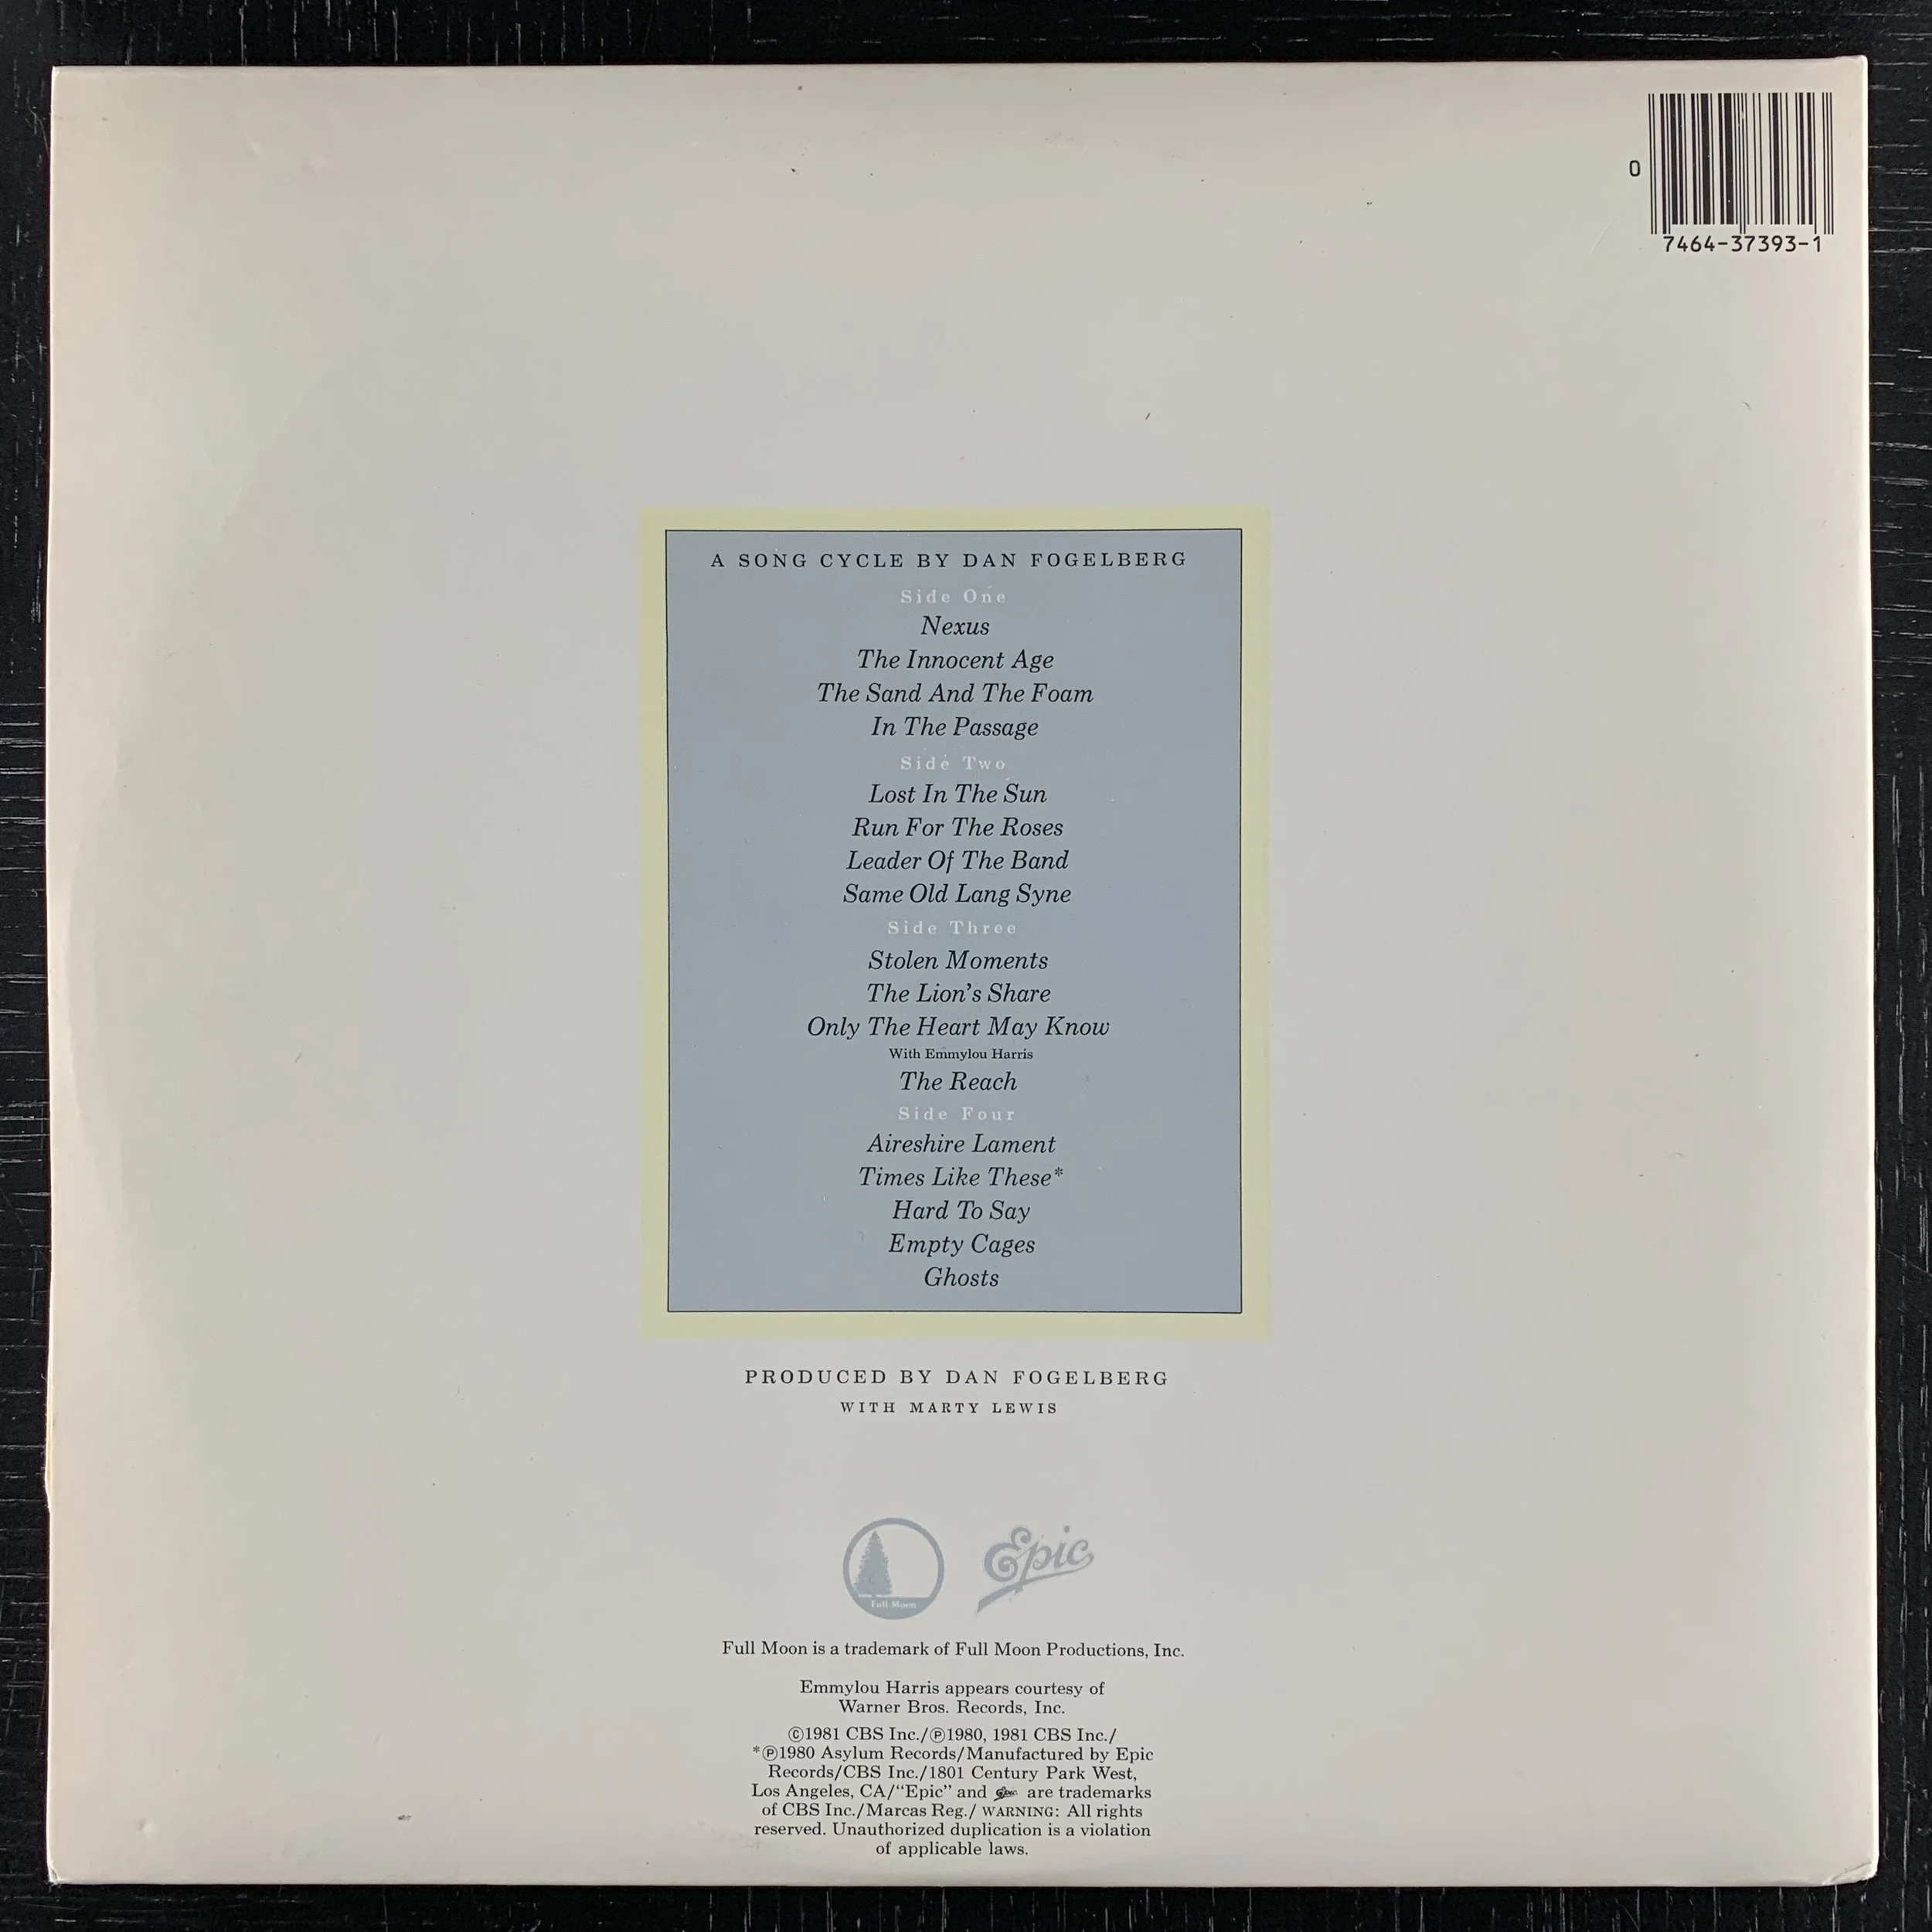 0
7464-37393-1
A SONG CYCLE BY DAN FOGELBERG
Side One
Nexus
The Innocent Age
The Sand And The Foam
In The Passage
Side Two
Lost In The Sun
Run For The Roses
Leader Of The Band
Same Old Lang Syne
Side Three
Stolen Moments
The Lion's Share
Only The Heart May Know
With Emmylou Harris
The Reach
Side Four
Aireshire Lament
Times Like These*
Hard To Say
Empty Cages
Ghosts
PRODUCED BY DAN FOGELBERG
WITH MARTY LEWIS
Full Moon
Epic
Full Moon is a trademark of Full Moon Productions, Inc.
Emmylou Harris appears courtesy of
Warner Bros. Records, Inc.
©1981 CBS Inc./℗1980, 1981 CBS Inc./
*℗1980 Asylum Records/Manufactured by Epic
Records/CBS Inc./1801 Century Park West,
Los Angeles, CA/“Epic” and Epic are trademarks
of CBS Inc./Marcas Reg./ WARNING: All rights
reserved. Unauthorized duplication is a violation
of applicable laws.